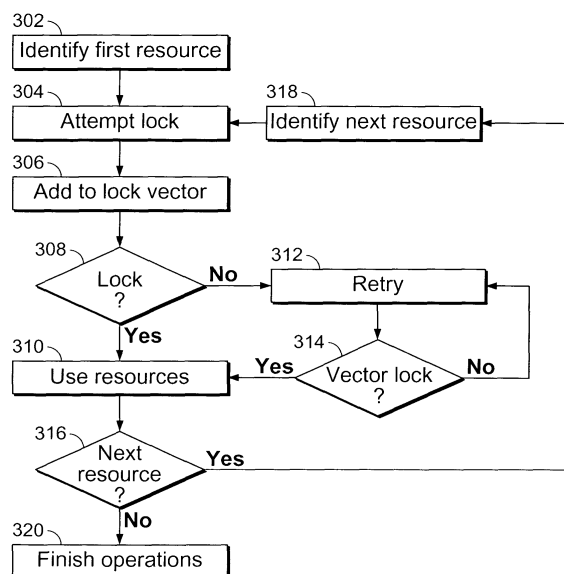 302
Identify first resource
304
318
Attempt lock
Identify next resource
306
Add to lock vector
308
Lock
?
No
312
Retry
Yes
310
Use resources
Yes
314
Vector lock
?
No
316
Next
resource
?
Yes
No
320
Finish operations